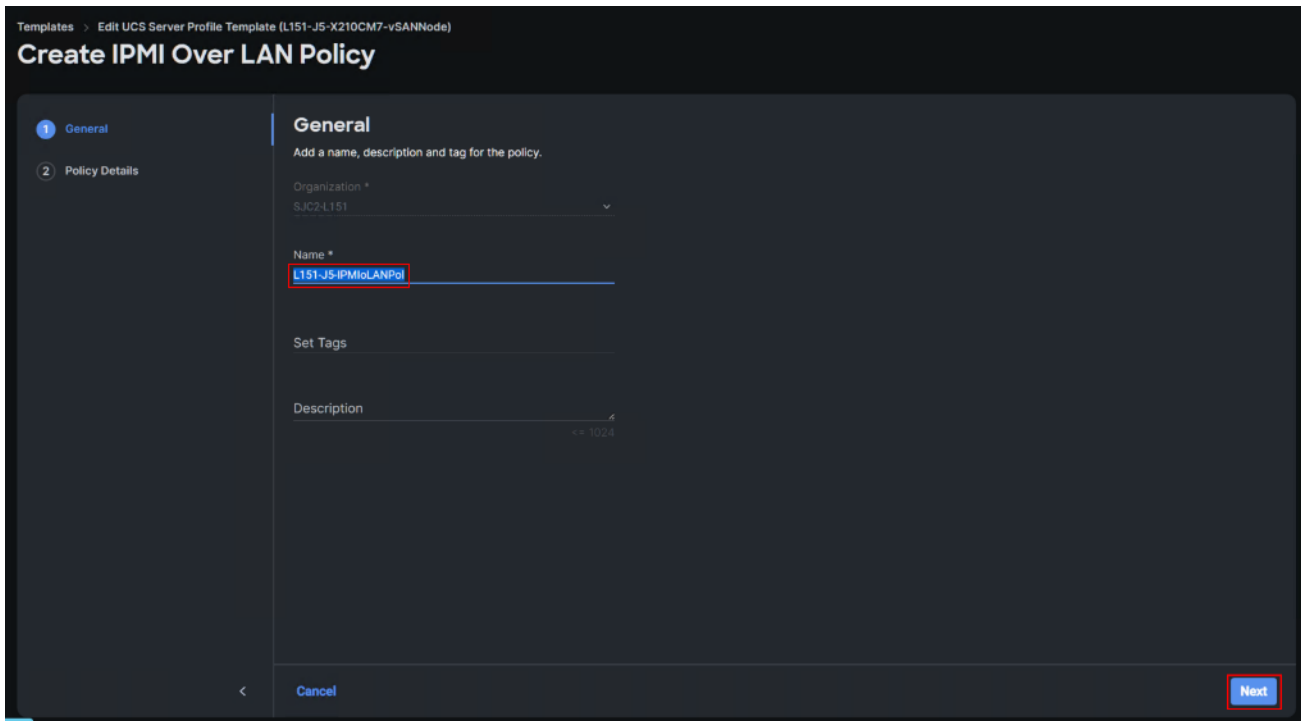 Templates > Edit UCS Server Profile Template (L151-J5-X210CM7-vSANNode)
Create IPMI Over LAN Policy
1 General
2 Policy Details
General
Add a name, description and tag for the policy.
Organization *
SJC2-L151
Name *
L151-J5-IPMIoLANPol
Set Tags
Description
<= 1024
< Cancel Next